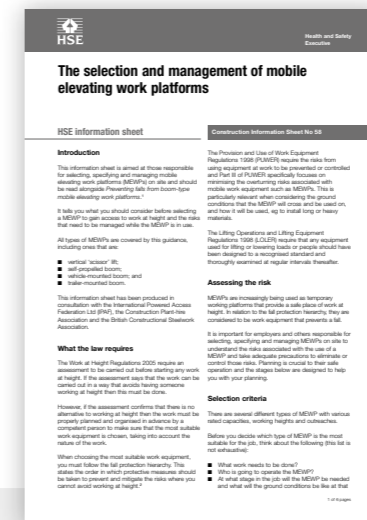 HSE
Health and Safety
Executive
The selection and management of mobile
elevating work platforms
HSE information sheet
Construction Information Sheet No 58
Introduction
This information sheet is aimed at those responsible
for selecting, specifying and managing mobile
elevating work platforms (MEWPs) on site and should
be read alongside Preventing falls from boom-type
mobile elevating work platforms.¹
It tells you what you should consider before selecting
a MEWP to gain access to work at height and the risks
that need to be managed while the MEWP is in use.
All types of MEWPs are covered by this guidance,
including ones that are:
■ vertical ‘scissor’ lift;
■ self-propelled boom;
■ vehicle-mounted boom; and
■ trailer-mounted boom.
This information sheet has been produced in
consultation with the International Powered Access
Federation Ltd (IPAF), the Construction Plant-hire
Association and the British Constructional Steelwork
Association.
What the law requires
The Work at Height Regulations 2005 require an
assessment to be carried out before starting any work
at height. If the assessment says that the work can be
carried out in a way that avoids having someone
working at height then this must be done.
However, if the assessment confirms that there is no
alternative to working at height then the work must be
properly planned and organised in advance by a
competent person to make sure that the most suitable
work equipment is chosen, taking into account the
nature of the work.
When choosing the most suitable work equipment,
you must follow the fall protection hierarchy. This
states the order in which protective measures should
be taken to prevent and mitigate the risks where you
cannot avoid working at height.²
The Provision and Use of Work Equipment
Regulations 1998 (PUWER) require the risks from
using equipment at work to be prevented or controlled
and Part III of PUWER specifically focuses on
minimising the overturning risks associated with
mobile work equipment such as MEWPs. This is
particularly relevant when considering the ground
conditions that the MEWP will cross and be used on,
and how it will be used, eg to install long or heavy
materials.
The Lifting Operations and Lifting Equipment
Regulations 1998 (LOLER) require that any equipment
used for lifting or lowering loads or people should have
been designed to a recognised standard and
thoroughly examined at regular intervals thereafter.
Assessing the risk
MEWPs are increasingly being used as temporary
working platforms that provide a safe place of work at
height. In relation to the fall protection hierarchy, they are
considered to be work equipment that prevents a fall.
It is important for employers and others responsible for
selecting, specifying and managing MEWPs on site to
understand the risks associated with the use of a
MEWP and take adequate precautions to eliminate or
control those risks. Planning is crucial to their safe
operation and the stages below are designed to help
you with your planning.
Selection criteria
There are several different types of MEWP with various
rated capacities, working heights and outreaches.
Before you decide which type of MEWP is the most
suitable for the job, think about the following (this list is
not exhaustive):
■ What work needs to be done?
■ Who is going to operate the MEWP?
■ At what stage in the job will the MEWP be needed
and what will the ground conditions be like at that
1 of 6 pages